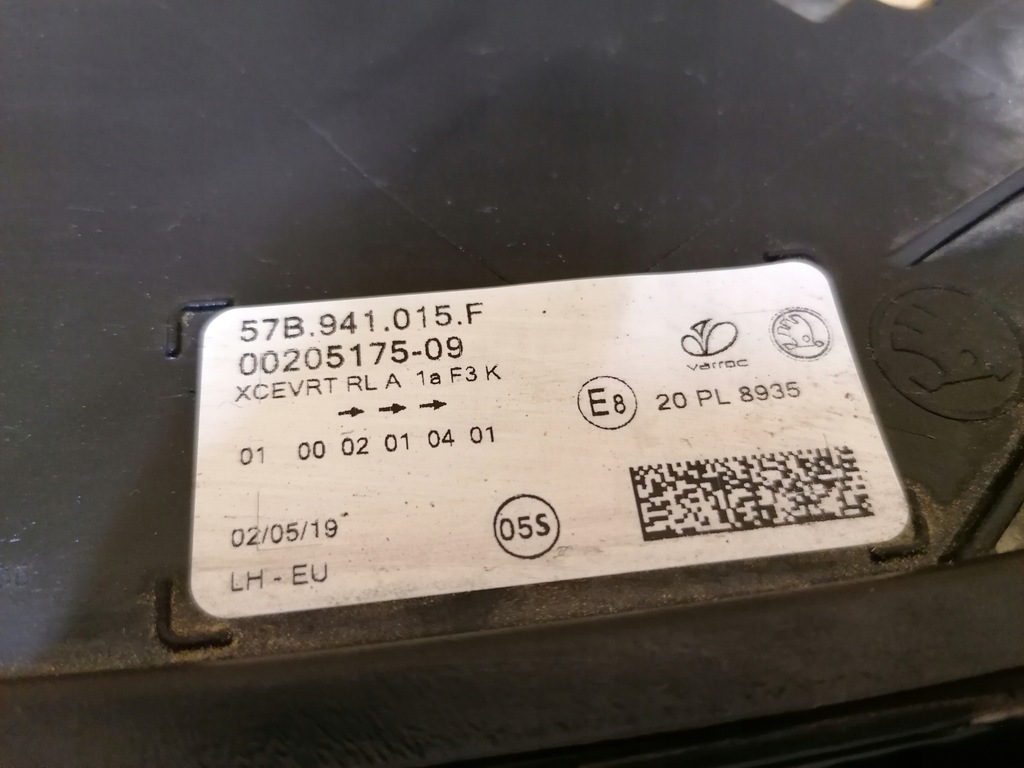 57B.941.015.F
00205175-09
XCEVRT RL A 1a F3 K
→ → →
01 00 02 01 04 01
varroc
E8 20 PL 8935
02/05/19
05S
LH - EU